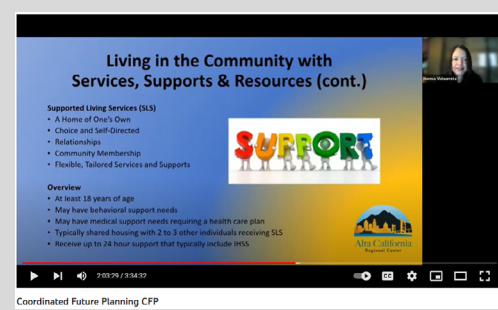 Living in the Community with
Services, Supports & Resources (cont.)
Supported Living Services (SLS)
• A Home of One's Own
• Choice and Self-Directed
• Relationships
• Community Membership
• Flexible, Tailored Services and Supports
SUPPORT
Overview
• At least 18 years of age
• May have behavioral support needs
• May have medical support needs requiring a health care plan
• Typically shared housing with 2 to 3 other individuals receiving SLS
• Receive up to 24 hour support that typically include IHSS
Alta California
Regional Center
2:03:29 / 3:34:32
CC
Coordinated Future Planning CFP